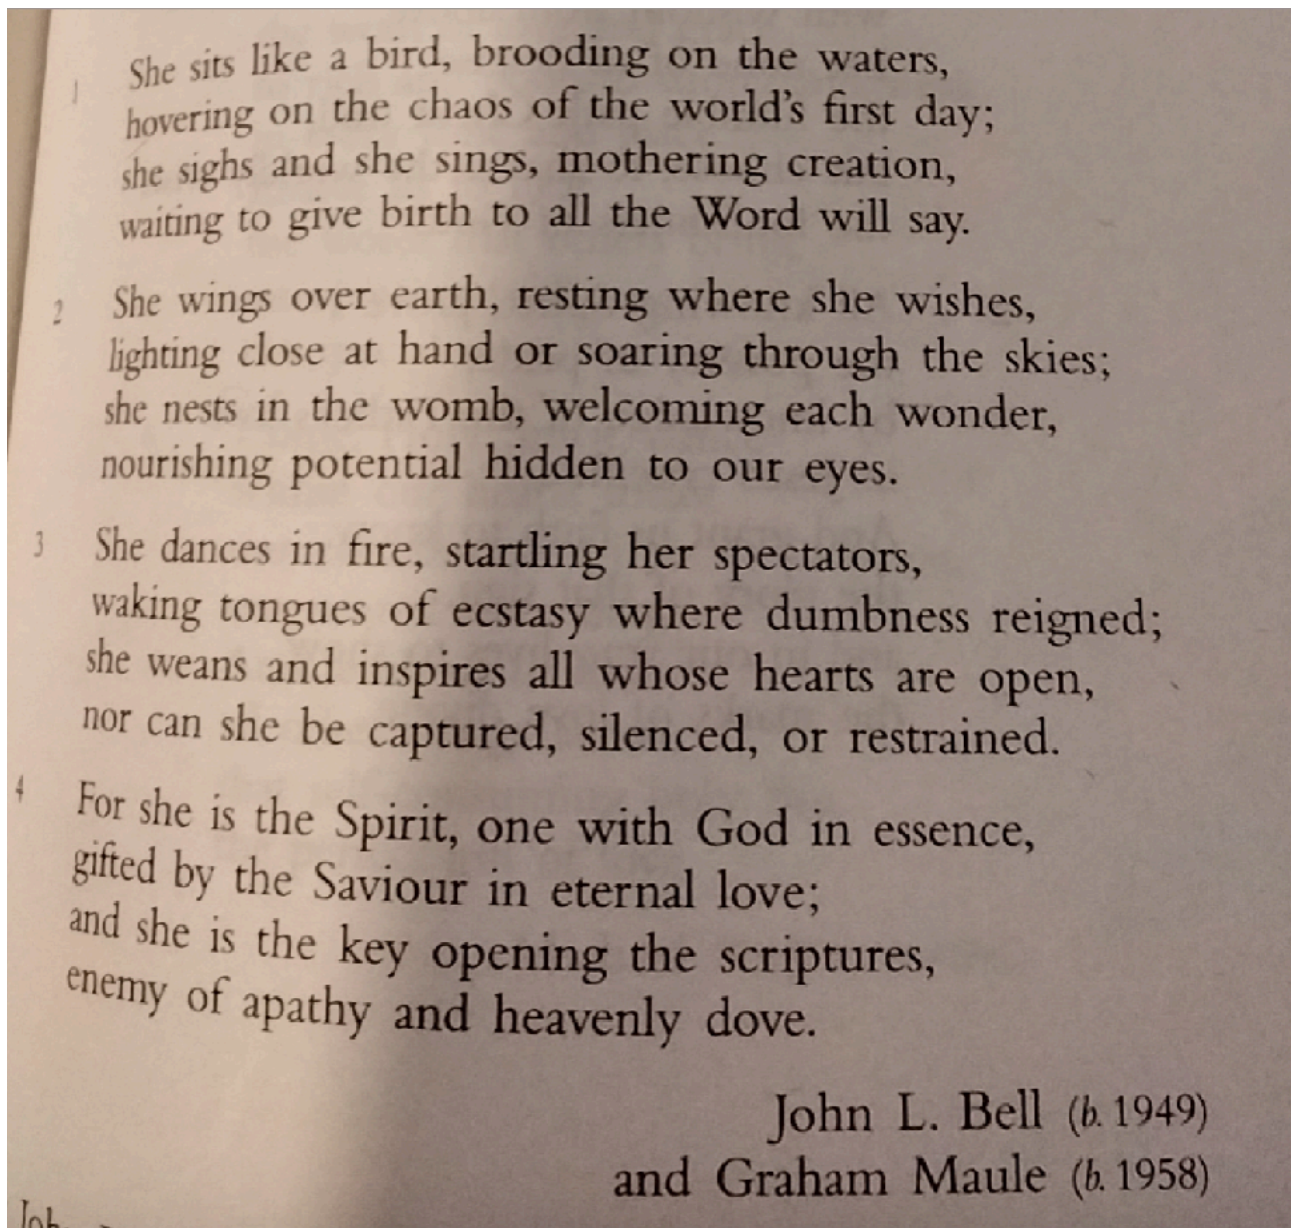 1 She sits like a bird, brooding on the waters,
hovering on the chaos of the world's first day;
she sighs and she sings, mothering creation,
waiting to give birth to all the Word will say.
2 She wings over earth, resting where she wishes,
lighting close at hand or soaring through the skies;
she nests in the womb, welcoming each wonder,
nourishing potential hidden to our eyes.
3 She dances in fire, startling her spectators,
waking tongues of ecstasy where dumbness reigned;
she weans and inspires all whose hearts are open,
nor can she be captured, silenced, or restrained.
4 For she is the Spirit, one with God in essence,
gifted by the Saviour in eternal love;
and she is the key opening the scriptures,
enemy of apathy and heavenly dove.
John L. Bell (b. 1949)
and Graham Maule (b. 1958)